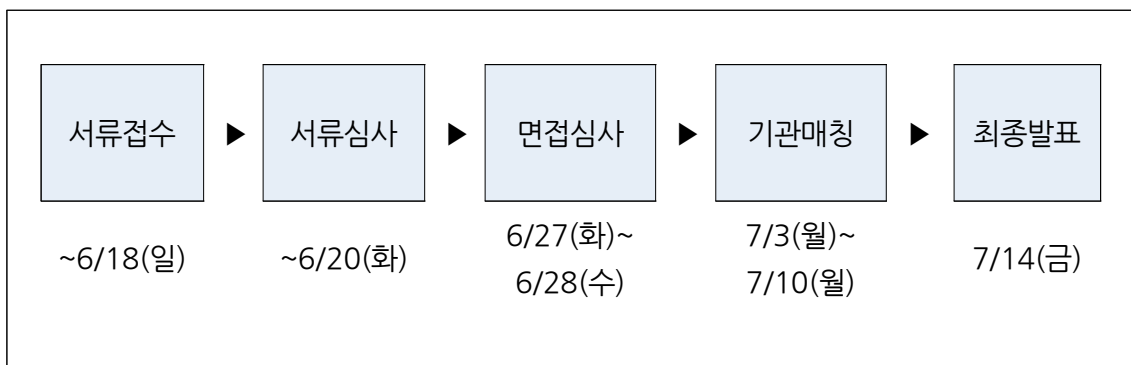 서류접수 ▶ 서류심사 ▶ 면접심사 ▶ 기관매칭 ▶ 최종발표
~6/18(일)
~6/20(화)
6/27(화)~
6/28(수)
7/3(월)~
7/10(월)
7/14(금)